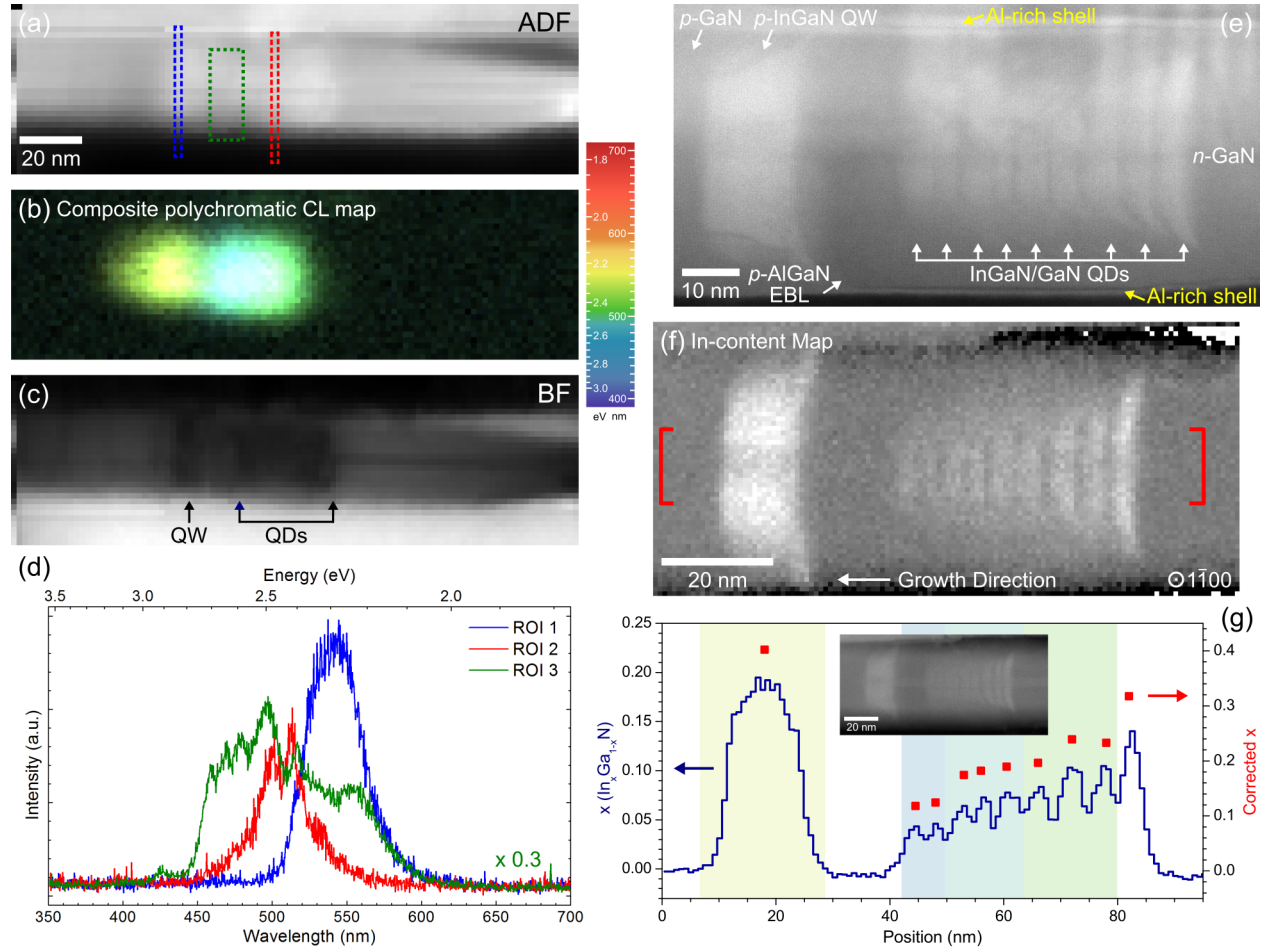 (a)
ADF
20 nm
(b) Composite polychromatic CL map
(c)
BF
QW
QDs
700
1.8
2.0
600
2.2
2.4
500
2.6
2.8
3.0
400
eV nm
(d)
Energy (eV)
3.5
3.0
2.5
2.0
Intensity (a.u.)
ROI 1
ROI 2
ROI 3
x 0.3
350
400
450
500
550
600
650
700
Wavelength (nm)
(e)
p-GaN
p-InGaN QW
Al-rich shell
n-GaN
p-AlGaN
EBL
InGaN/GaN QDs
10 nm
Al-rich shell
(f) In-content Map
20 nm
Growth Direction
⊙11̅00
(g)
0.25
0.20
0.15
0.10
0.05
0.00
x (InₓGa₁₋ₓN)
20 nm
0.4
0.3
0.2
0.1
0.0
Corrected x
0
20
40
60
80
Position (nm)